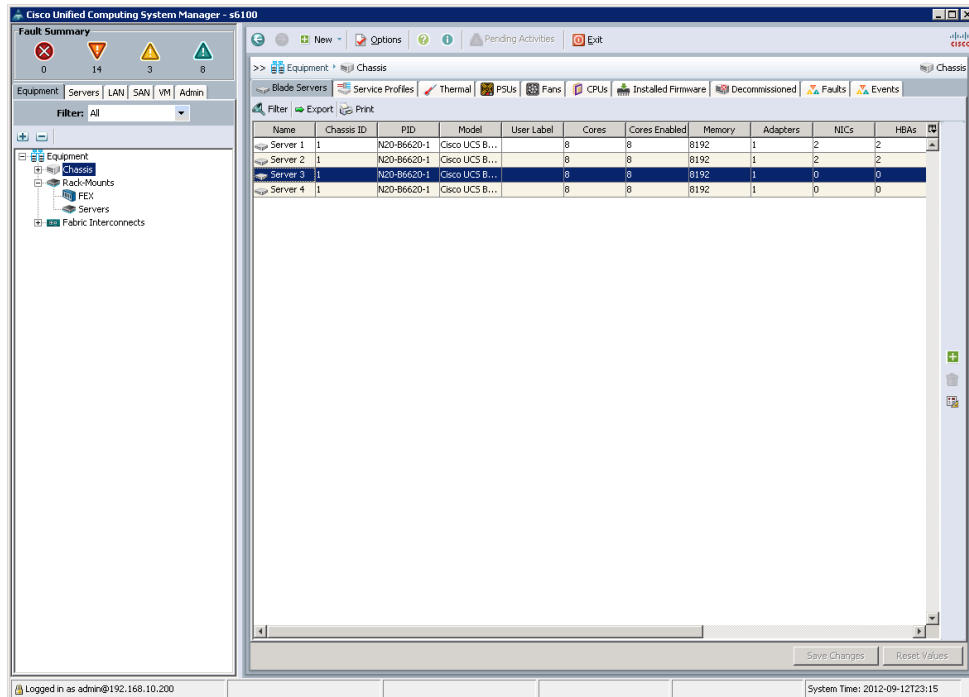 Cisco Unified Computing System Manager - s6100
Fault Summary
0 14 3 8
Equipment Servers LAN SAN VM Admin
Filter: All
Equipment
Chassis
Rack-Mounts
FEX
Servers
Fabric Interconnects
New Options Pending Activities Exit
cisco
>> Equipment Chassis Chassis
Blade Servers Service Profiles Thermal PSUs Fans CPUs Installed Firmware Decommissioned Faults Events
Filter Export Print
Name Chassis ID PID Model User Label Cores Cores Enabled Memory Adapters NICs HBAs
Server 1 1 N20-B6620-1 Cisco UCS B... 8 8 8192 1 2 2
Server 2 1 N20-B6620-1 Cisco UCS B... 8 8 8192 1 2 2
Server 3 1 N20-B6620-1 Cisco UCS B... 8 8 8192 1 0 0
Server 4 1 N20-B6620-1 Cisco UCS B... 8 8 8192 1 0 0
Save Changes Reset Values
Logged in as admin@192.168.10.200 System Time: 2012-09-12T23:15